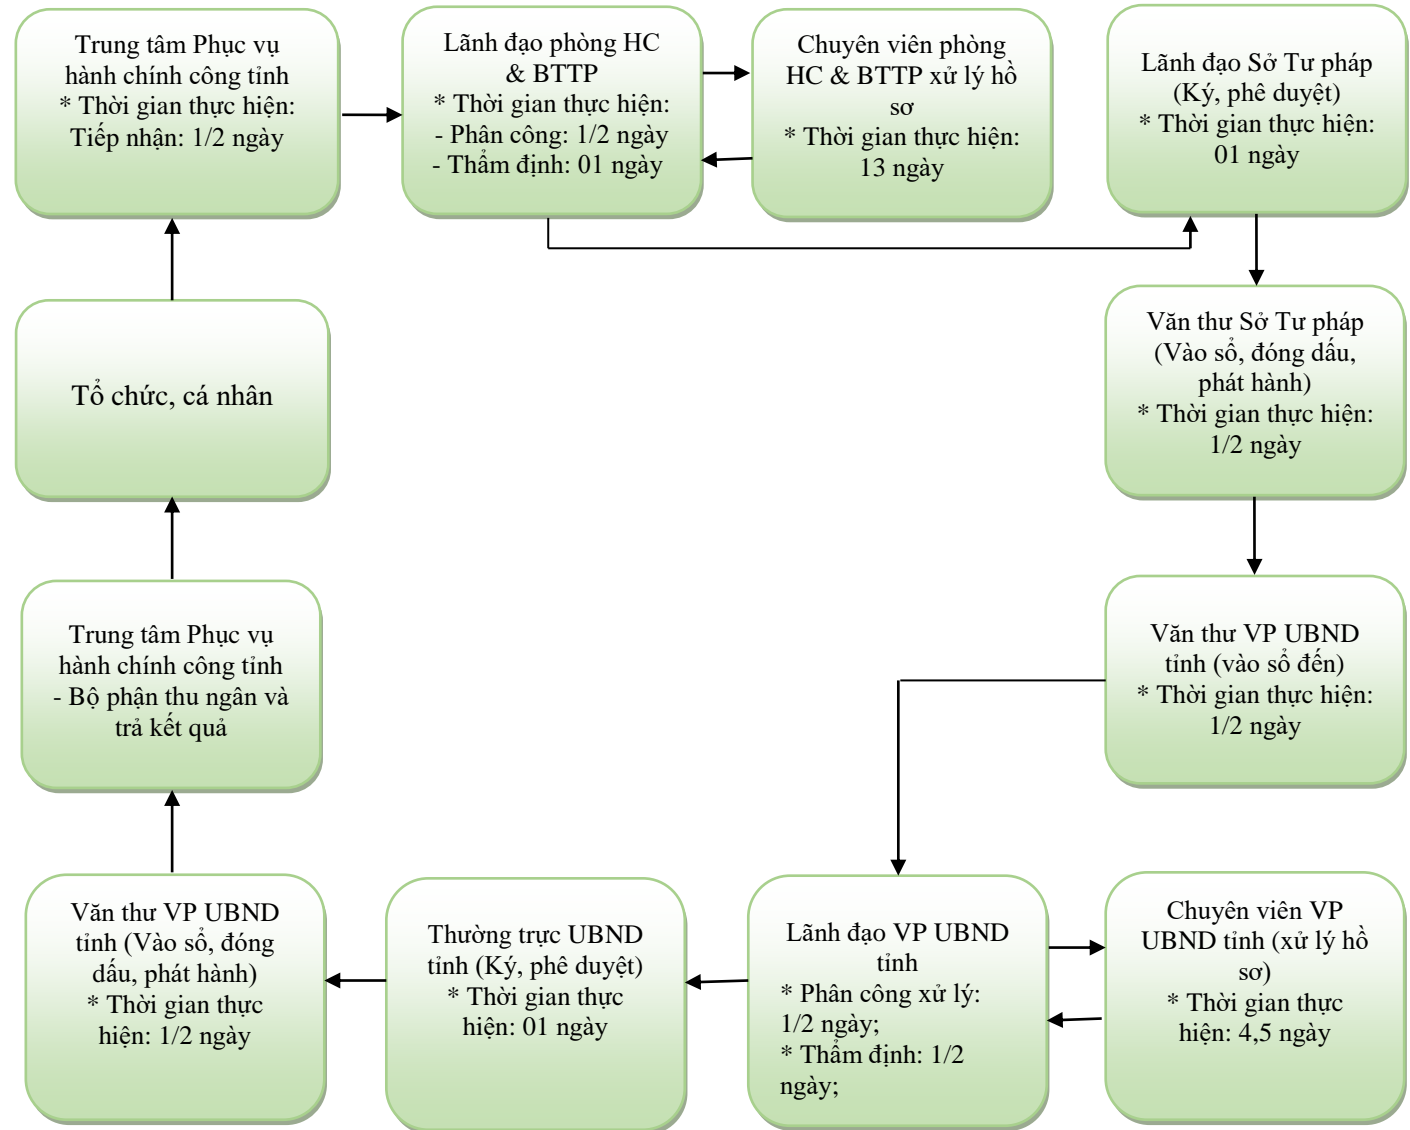 Trung tâm Phục vụ
hành chính công tỉnh
* Thời gian thực hiện:
Tiếp nhận: 1/2 ngày
Lãnh đạo phòng HC
& BTTP
* Thời gian thực hiện:
- Phân công: 1/2 ngày
- Thẩm định: 01 ngày
Chuyên viên phòng
HC & BTTP xử lý hồ
sơ
* Thời gian thực hiện:
13 ngày
Lãnh đạo Sở Tư pháp
(Ký, phê duyệt)
* Thời gian thực hiện:
01 ngày
Văn thư Sở Tư pháp
(Vào sổ, đóng dấu,
phát hành)
* Thời gian thực hiện:
1/2 ngày
Tổ chức, cá nhân
Trung tâm Phục vụ
hành chính công tỉnh
- Bộ phận thu ngân và
trả kết quả
Văn thư VP UBND
tỉnh (vào sổ đến)
* Thời gian thực hiện:
1/2 ngày
Văn thư VP UBND
tỉnh (Vào sổ, đóng
dấu, phát hành)
* Thời gian thực
hiện: 1/2 ngày
Thường trực UBND
tỉnh (Ký, phê duyệt)
* Thời gian thực
hiện: 01 ngày
Lãnh đạo VP UBND
tỉnh
* Phân công xử lý:
1/2 ngày;
* Thẩm định: 1/2
ngày;
Chuyên viên VP
UBND tỉnh (xử lý hồ
sơ)
* Thời gian thực
hiện: 4,5 ngày